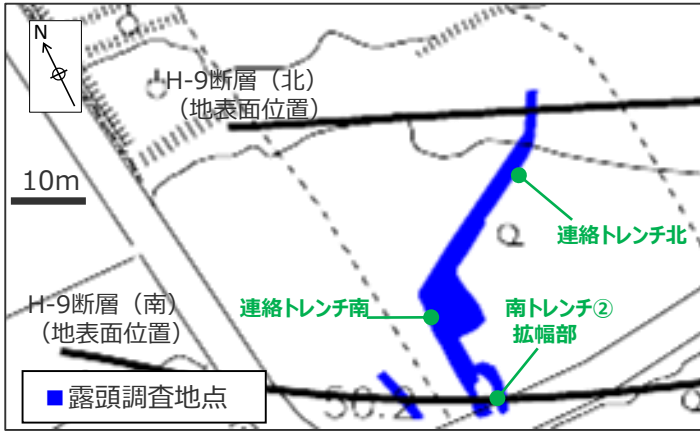 N
H-9断層（北）
（地表面位置）
10m
連絡トレンチ北
H-9断層（南）
（地表面位置）
連絡トレンチ南
南トレンチ②
拡幅部
露頭調査地点
50.2